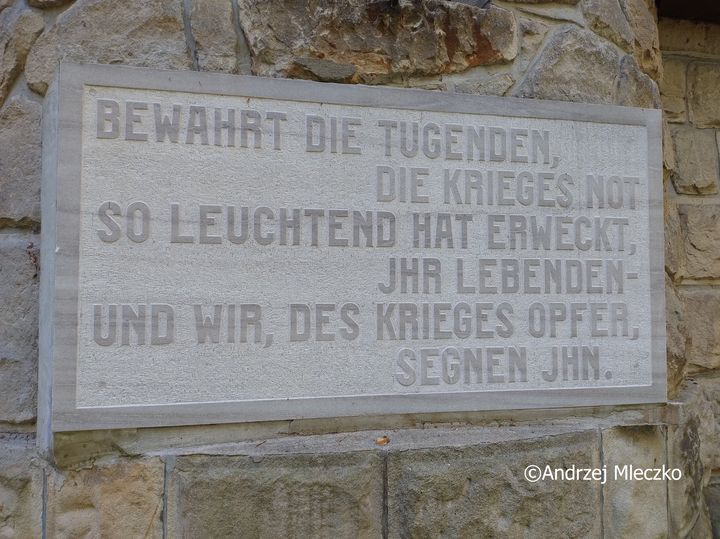 BEWAHRT DIE TUGENDEN,
DIE KRIEGES NOT
SO LEUCHTEND HAT ERWECKT,
JHR LEBENDEN-
UND WIR, DES KRIEGES OPFER,
SEGNEN JHN.
©Andrzej Mleczko